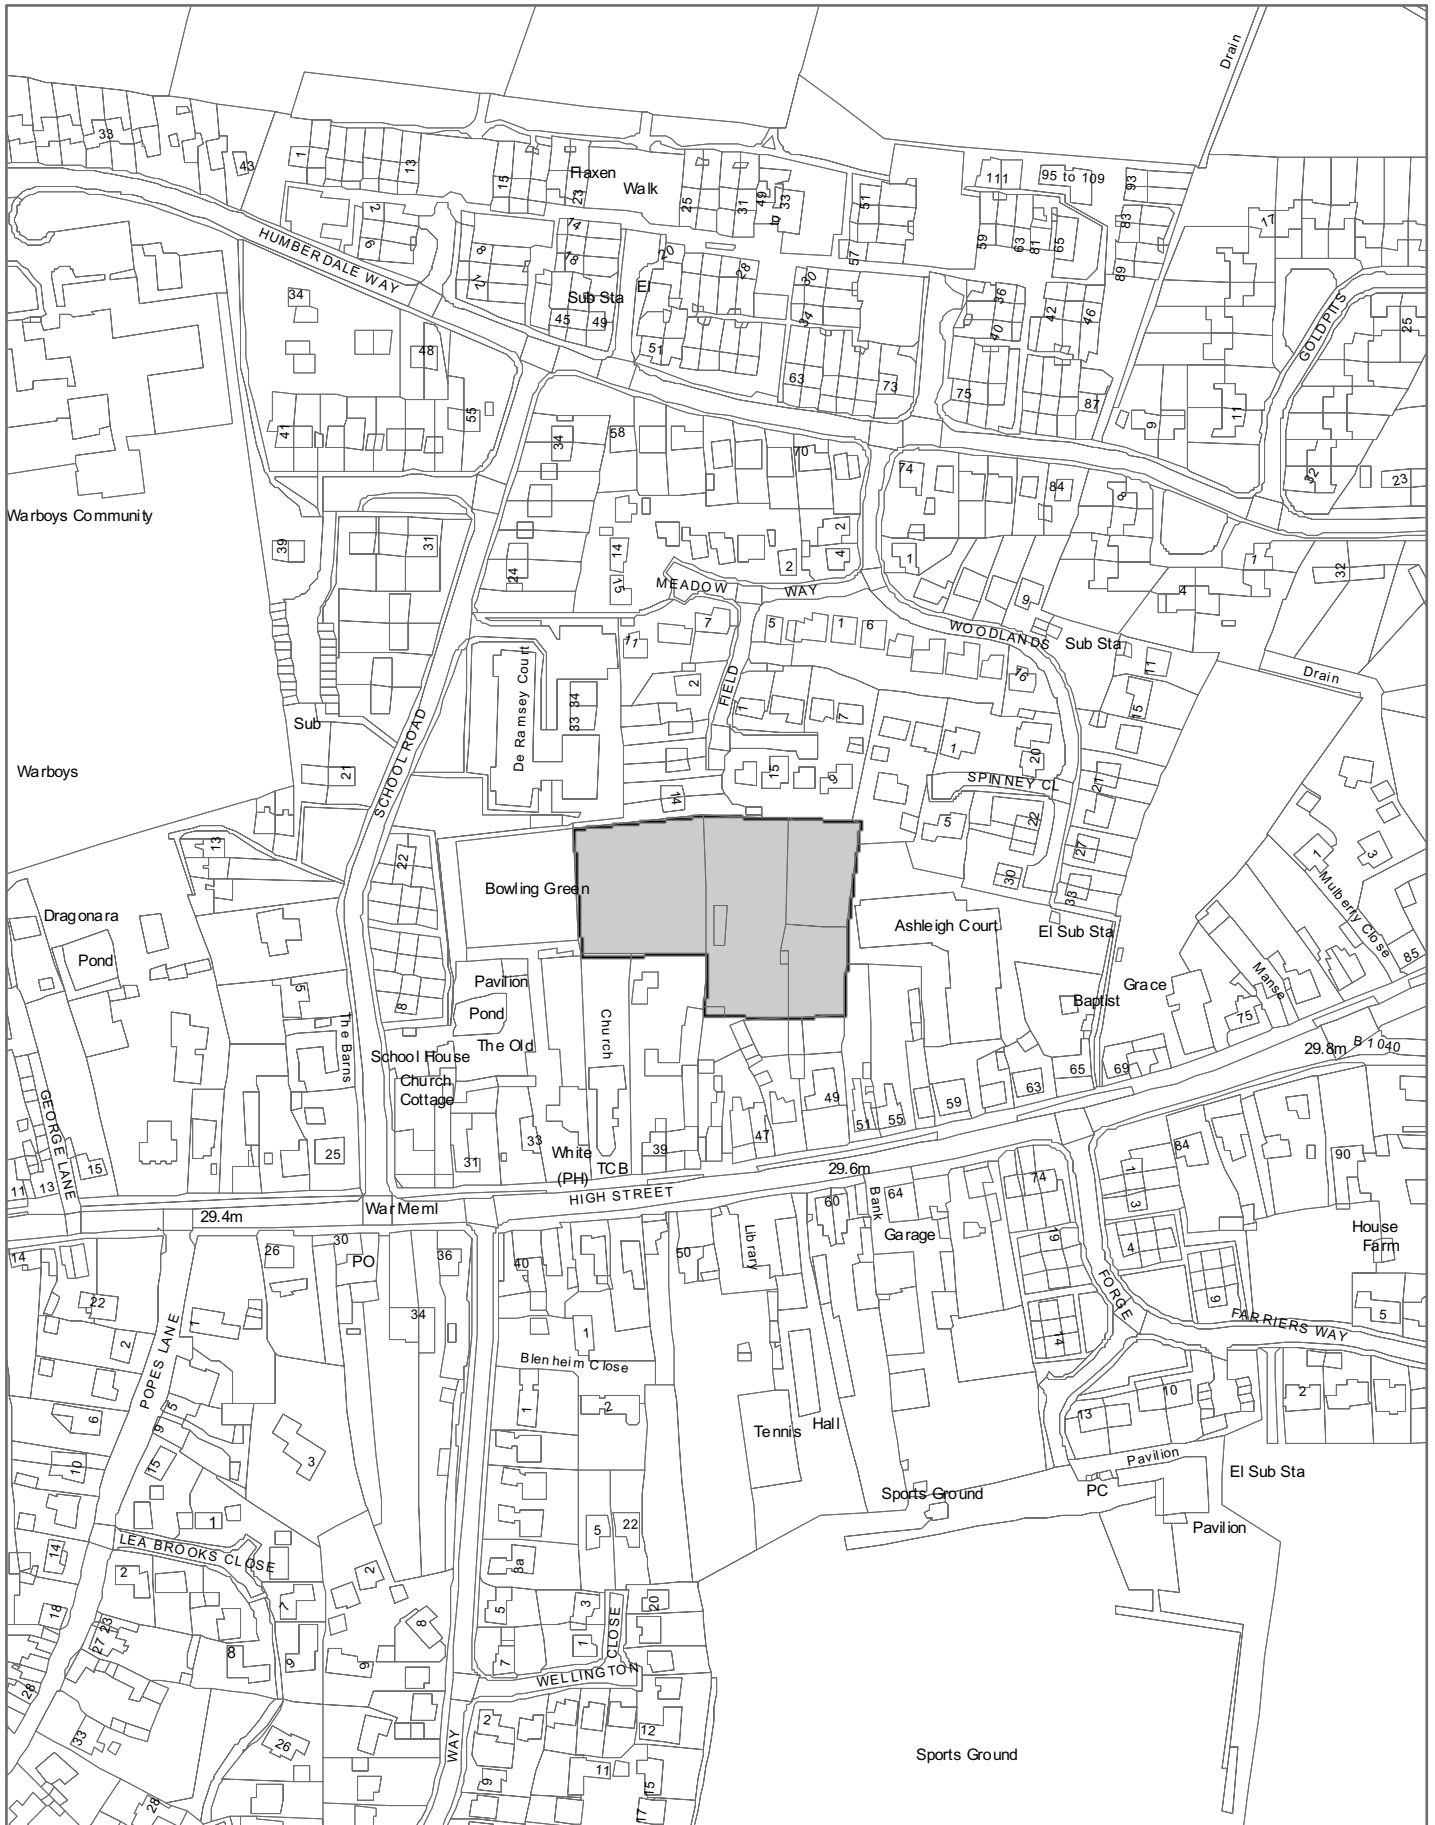 Drain
33
43
1
13
15
Flaxen
23
Walk
25
31
49
33
51
57
111
95 to 109
93
83
89
59
63
81
65
17
2
6
HUMBERDALE WAY
8
12
14
18
20
El
28
Sub Sta
45
49
51
30
34
36
40
42
46
GOLDPITS
25
34
48
63
73
75
87
9
11
41
55
34
58
70
74
84
8
32
23
Warboys Community
39
31
24
14
15
2
4
2
1
1
32
MEADOW
WAY
9
4
11
7
5
1
6
WOODLANDS
Sub Sta
11
Drain
De Ramsey Court
33 34
2
FIELD
1
7
16
15
Sub
SCHOOL ROAD
1
20
21
Warboys
21
15
9
SPINNEY CL
14
5
22
13
22
27
1
3
Bowling Green
30
33
Mulberry Close
Dragonara
Ashleigh Court
El Sub Sta
85
Pond
Pavilion
Grace
Manse
5
8
Pond
Baptist
75
The Barns
The Old
Church
B 1040
29.8m
School House
Church
Cottage
65
69
GEORGE LANE
49
59
63
51
55
33
47
84
25
31
White
(PH)
TCB
39
90
11
13
15
29.6m
HIGH STREET
74
1
3
War Meml
60
Bank
64
29.4m
Library
Garage
House
Farm
14
26
30
PO
36
40
50
19
4
22
34
1
FORGE
6
5
FARRIERS WAY
1
2
POPES LANE
14
Blenheim Close
6
5
9
1
2
Tennis
Hall
13
10
2
10
15
3
Pavilion
El Sub Sta
Sports Ground
PC
Pavilion
1
5
22
14
LEA BROOKS CLOSE
2
2
3a
18
23
27
7
8
5
3
20
8
9
9
7
1
CLOSE
WELLINGTON
28
33
26
WAY
2
12
Sports Ground
9
11
15
28
17